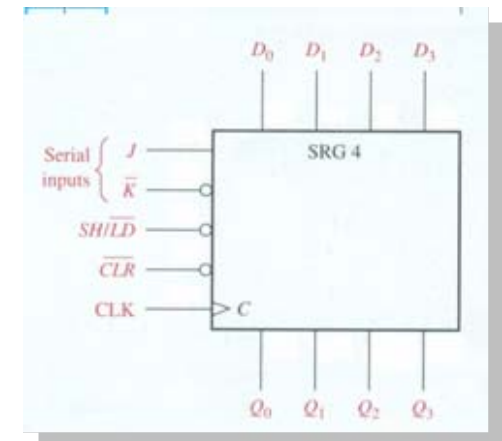 D₀ D₁ D₂ D₃
SRG 4
Serial inputs
J
K̅
SH/L̅D̅
C̅L̅R̅
CLK
C
Q₀ Q₁ Q₂ Q₃